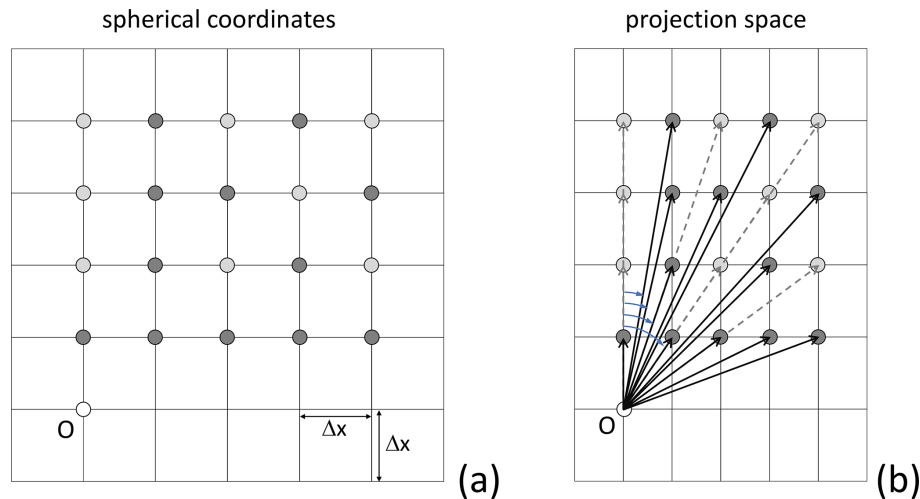 spherical coordinates
projection space
O
Δx
Δx
(a)
O
(b)